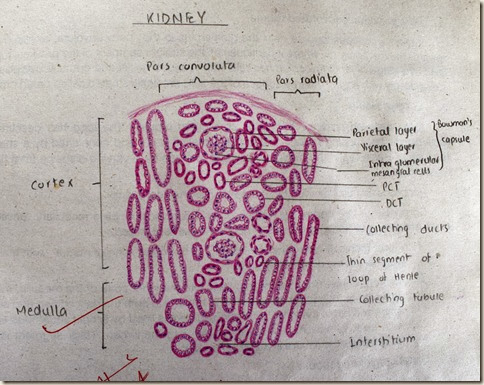 KIDNEY
Pars convoluta
Pars radiata
Parietal layer
Visceral layer
Bowman's
capsule
Intra glomerular
mesangial cells
PCT
DCT
Cortex
Collecting ducts
Thin segment of
loop of Henle
Collecting tubule
Medulla
Interstitium